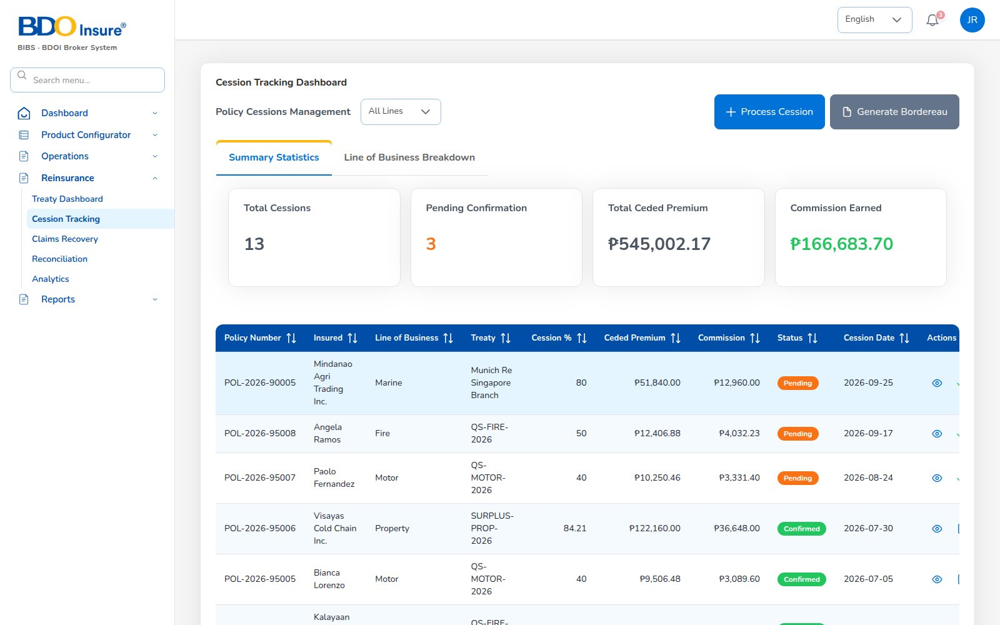 BDO Insure®
BIBS · BDOI Broker System
Search menu...
Dashboard
Product Configurator
Operations
Reinsurance
Treaty Dashboard
Cession Tracking
Claims Recovery
Reconciliation
Analytics
Reports
English
3
JR
Cession Tracking Dashboard
Policy Cessions Management
All Lines
Process Cession
Generate Bordereau
Summary Statistics
Line of Business Breakdown
Total Cessions
13
Pending Confirmation
3
Total Ceded Premium
₱545,002.17
Commission Earned
₱166,683.70
Policy Number Insured Line of Business Treaty Cession % Ceded Premium Commission Status Cession Date Actions
POL-2026-90005
Mindanao
Agri
Trading
Inc.
Marine
Munich Re
Singapore
Branch
80
₱51,840.00
₱12,960.00
Pending
2026-09-25
POL-2026-95008
Angela
Ramos
Fire
QS-FIRE-
2026
50
₱12,406.88
₱4,032.23
Pending
2026-09-17
POL-2026-95007
Paolo
Fernandez
Motor
QS-
MOTOR-
2026
40
₱10,250.46
₱3,331.40
Pending
2026-08-24
POL-2026-95006
Visayas
Cold Chain
Inc.
Property
SURPLUS-
PROP-
2026
84.21
₱122,160.00
₱36,648.00
Confirmed
2026-07-30
POL-2026-95005
Bianca
Lorenzo
Motor
QS-
MOTOR-
2026
40
₱9,506.48
₱3,089.60
Confirmed
2026-07-05
Kalayaan
QS-FIRE-